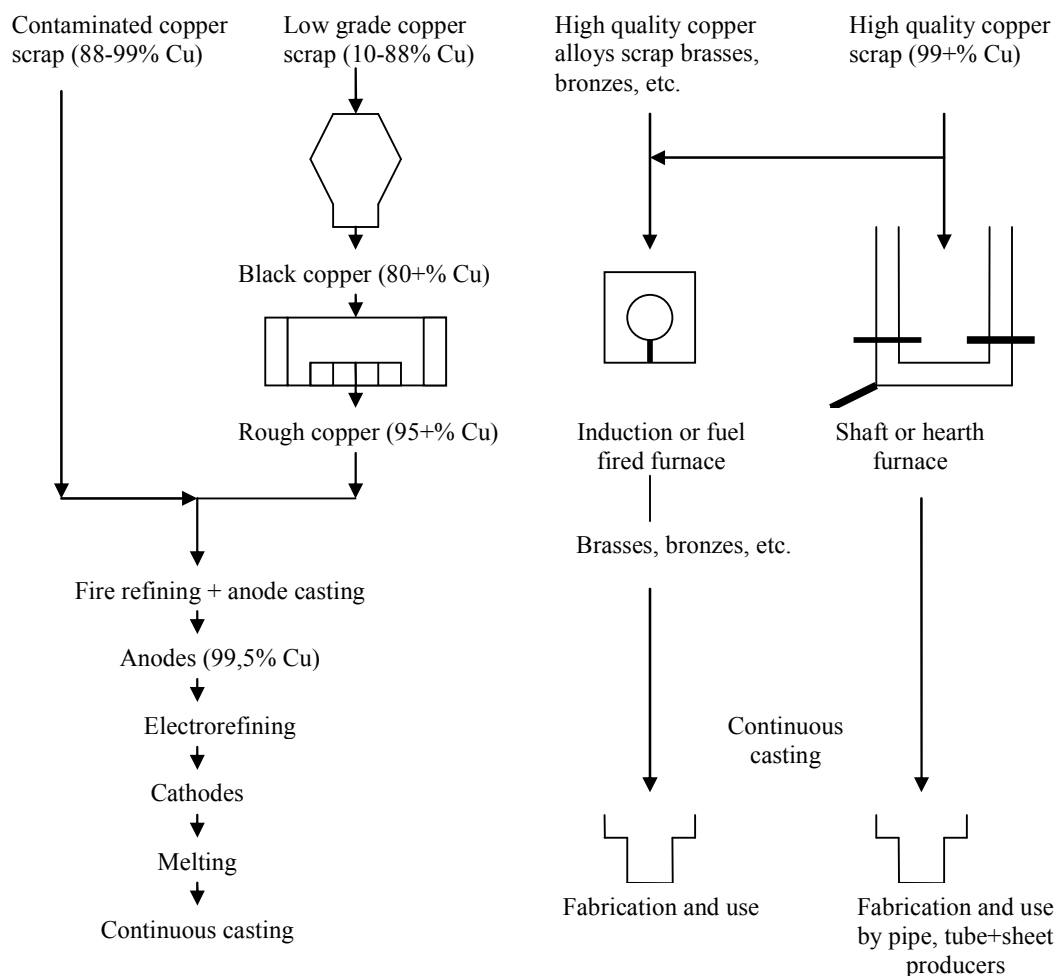 Contaminated copper
scrap (88-99% Cu)
Low grade copper
scrap (10-88% Cu)
High quality copper
alloys scrap brasses,
bronzes, etc.
High quality copper
scrap (99+% Cu)
Black copper (80+% Cu)
Rough copper (95+% Cu)
Induction or fuel
fired furnace
Shaft or hearth
furnace
Brasses, bronzes, etc.
Fire refining + anode casting
Anodes (99,5% Cu)
Electrorefining
Cathodes
Melting
Continuous casting
Continuous
casting
Fabrication and use
Fabrication and use
by pipe, tube+sheet
producers